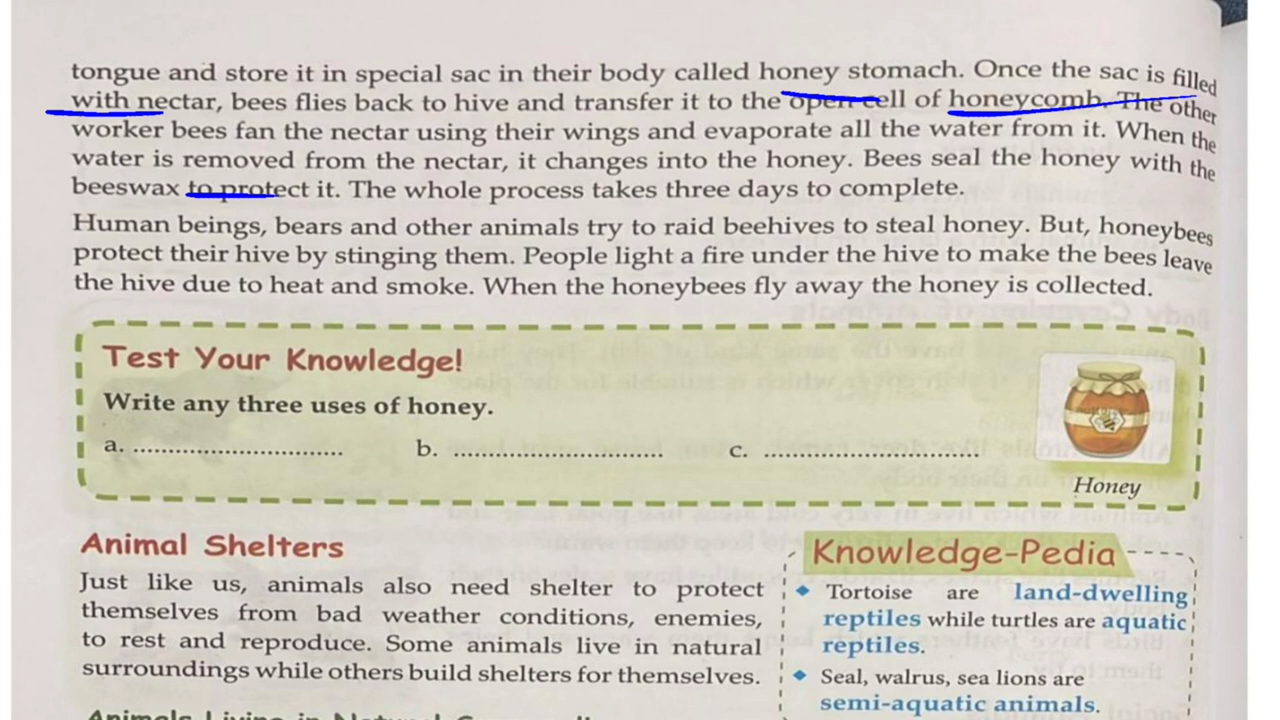 tongue and store it in special sac in their body called honey stomach. Once the sac is filled
with nectar, bees flies back to hive and transfer it to the open cell of honeycomb. The other
worker bees fan the nectar using their wings and evaporate all the water from it. When the
water is removed from the nectar, it changes into the honey. Bees seal the honey with the
beeswax to protect it. The whole process takes three days to complete.
Human beings, bears and other animals try to raid beehives to steal honey. But, honeybees
protect their hive by stinging them. People light a fire under the hive to make the bees leave
the hive due to heat and smoke. When the honeybees fly away the honey is collected.
Test Your Knowledge!
Write any three uses of honey.
a. .............................. b. .............................. c. ..............................
Honey
Animal Shelters
Just like us, animals also need shelter to protect
themselves from bad weather conditions, enemies,
to rest and reproduce. Some animals live in natural
surroundings while others build shelters for themselves.
Animals Living in Natural
Knowledge-Pedia
Tortoise are land-dwelling
reptiles while turtles are aquatic
reptiles.
Seal, walrus, sea lions are
semi-aquatic animals.